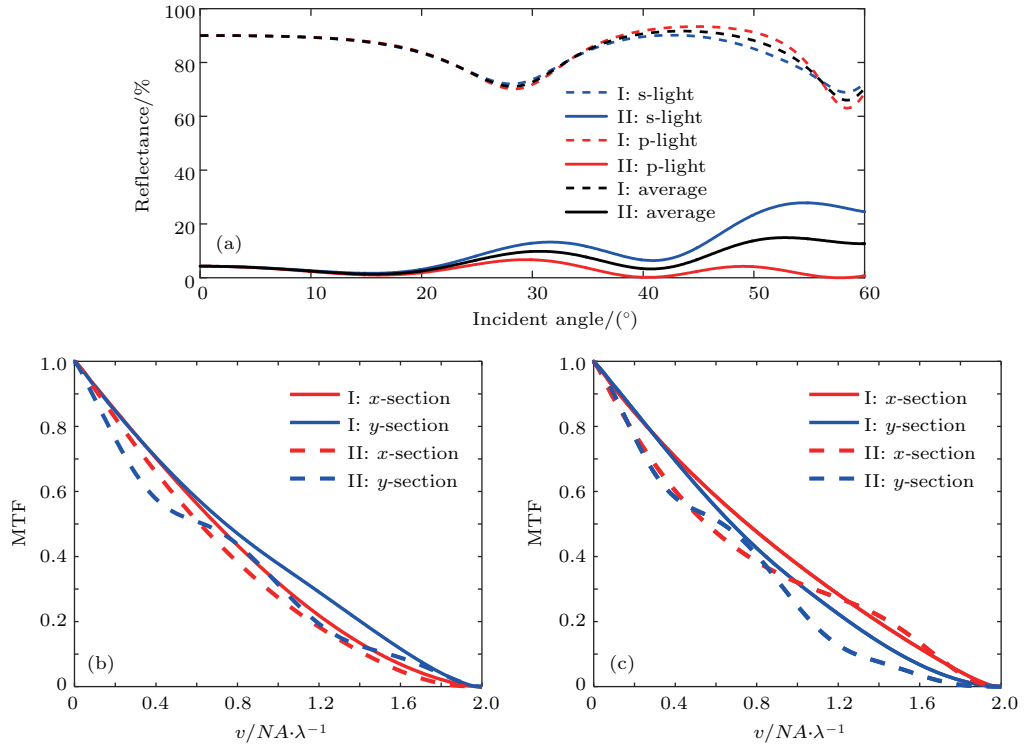 100
80
60
40
20
0
Reflectance/%
I: s-light
II: s-light
I: p-light
II: p-light
I: average
II: average
(a)
0 10 20 30 40 50 60
Incident angle/(°)
1.0
0.8
0.6
0.4
0.2
0
MTF
I: x-section
I: y-section
II: x-section
II: y-section
(b)
0.4 0.8 1.2 1.6 2.0
v/NA·λ⁻¹
1.0
0.8
0.6
0.4
0.2
0
MTF
I: x-section
I: y-section
II: x-section
II: y-section
(c)
0 0.4 0.8 1.2 1.6 2.0
v/NA·λ⁻¹